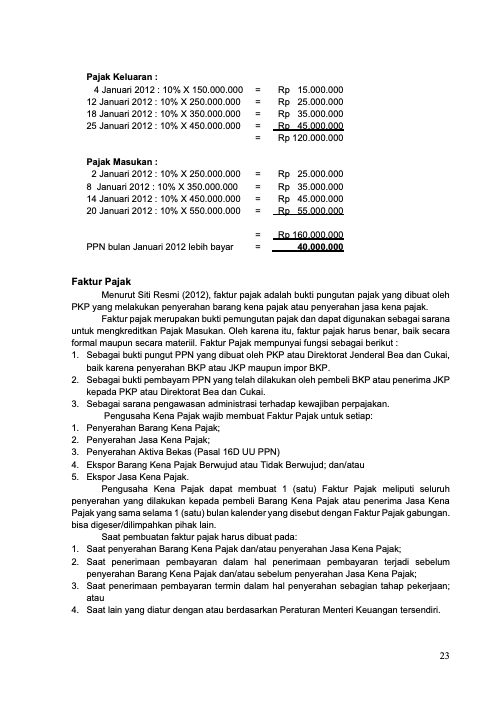 Pajak Keluaran :
4 Januari 2012 : 10% X 150.000.000 = Rp 15.000.000
12 Januari 2012 : 10% X 250.000.000 = Rp 25.000.000
18 Januari 2012 : 10% X 350.000.000 = Rp 35.000.000
25 Januari 2012 : 10% X 450.000.000 = Rp 45.000.000
= Rp 120.000.000
Pajak Masukan :
2 Januari 2012 : 10% X 250.000.000 = Rp 25.000.000
8 Januari 2012 : 10% X 350.000.000 = Rp 35.000.000
14 Januari 2012 : 10% X 450.000.000 = Rp 45.000.000
20 Januari 2012 : 10% X 550.000.000 = Rp 55.000.000
= Rp 160.000.000
PPN bulan Januari 2012 lebih bayar = 40.000.000
Faktur Pajak
Menurut Siti Resmi (2012), faktur pajak adalah bukti pungutan pajak yang dibuat oleh
PKP yang melakukan penyerahan barang kena pajak atau penyerahan jasa kena pajak.
Faktur pajak merupakan bukti pemungutan pajak dan dapat digunakan sebagai sarana
untuk mengkreditkan Pajak Masukan. Oleh karena itu, faktur pajak harus benar, baik secara
formal maupun secara materiil. Faktur Pajak mempunyai fungsi sebagai berikut :
1. Sebagai bukti pungut PPN yang dibuat oleh PKP atau Direktorat Jenderal Bea dan Cukai,
baik karena penyerahan BKP atau JKP maupun impor BKP.
2. Sebagai bukti pembayarn PPN yang telah dilakukan oleh pembeli BKP atau penerima JKP
kepada PKP atau Direktorat Bea dan Cukai.
3. Sebagai sarana pengawasan administrasi terhadap kewajiban perpajakan.
Pengusaha Kena Pajak wajib membuat Faktur Pajak untuk setiap:
1. Penyerahan Barang Kena Pajak;
2. Penyerahan Jasa Kena Pajak;
3. Penyerahan Aktiva Bekas (Pasal 16D UU PPN)
4. Ekspor Barang Kena Pajak Berwujud atau Tidak Berwujud; dan/atau
5. Ekspor Jasa Kena Pajak.
Pengusaha Kena Pajak dapat membuat 1 (satu) Faktur Pajak meliputi seluruh
penyerahan yang dilakukan kepada pembeli Barang Kena Pajak atau penerima Jasa Kena
Pajak yang sama selama 1 (satu) bulan kalender yang disebut dengan Faktur Pajak gabungan.
bisa digeser/dilimpahkan pihak lain.
Saat pembuatan faktur pajak harus dibuat pada:
1. Saat penyerahan Barang Kena Pajak dan/atau penyerahan Jasa Kena Pajak;
2. Saat penerimaan pembayaran dalam hal penerimaan pembayaran terjadi sebelum
penyerahan Barang Kena Pajak dan/atau sebelum penyerahan Jasa Kena Pajak;
3. Saat penerimaan pembayaran termin dalam hal penyerahan sebagian tahap pekerjaan;
atau
4. Saat lain yang diatur dengan atau berdasarkan Peraturan Menteri Keuangan tersendiri.
23